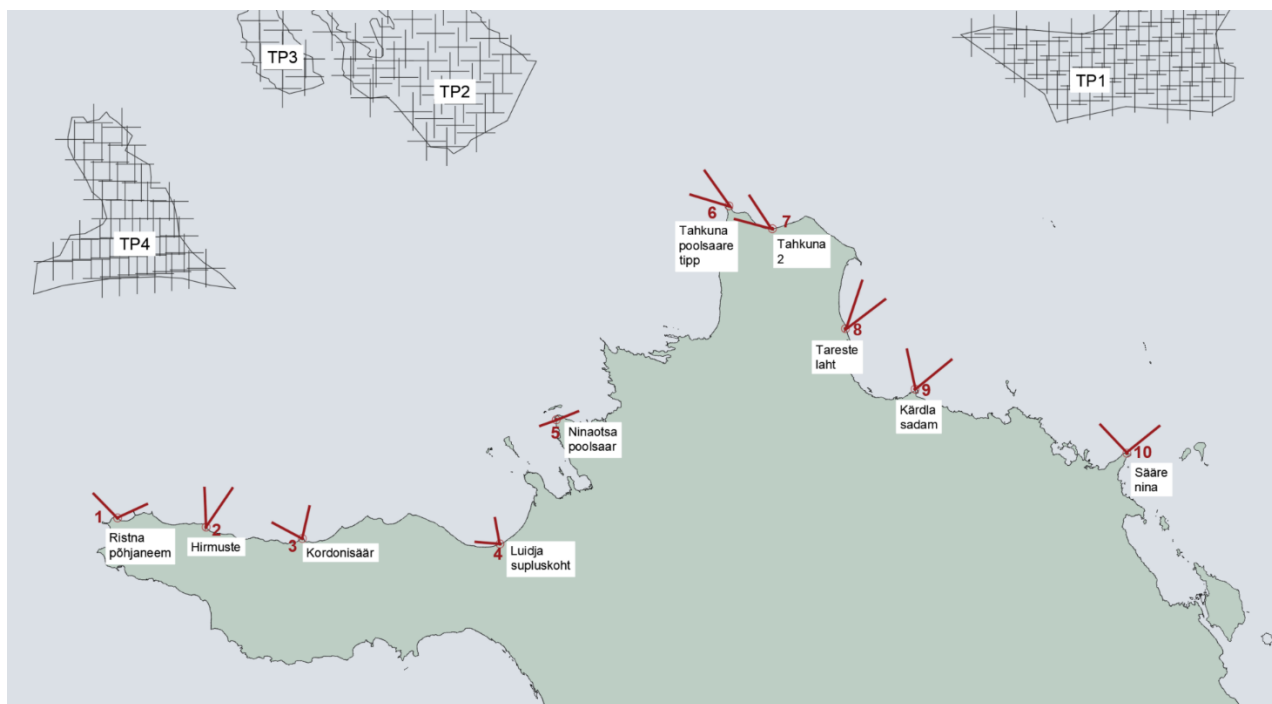 TP3
TP2
TP1
TP4
6
Tahkuna
poolsaare
tipp
7
Tahkuna
2
8
Tareste
laht
9
Kärdla
sadam
5
Ninaotsa
poolsaar
10
Sääre
nina
1
Ristna
põhjaneem
2
Hirmuste
3
Kordonisäär
4
Luidja
supluskoht